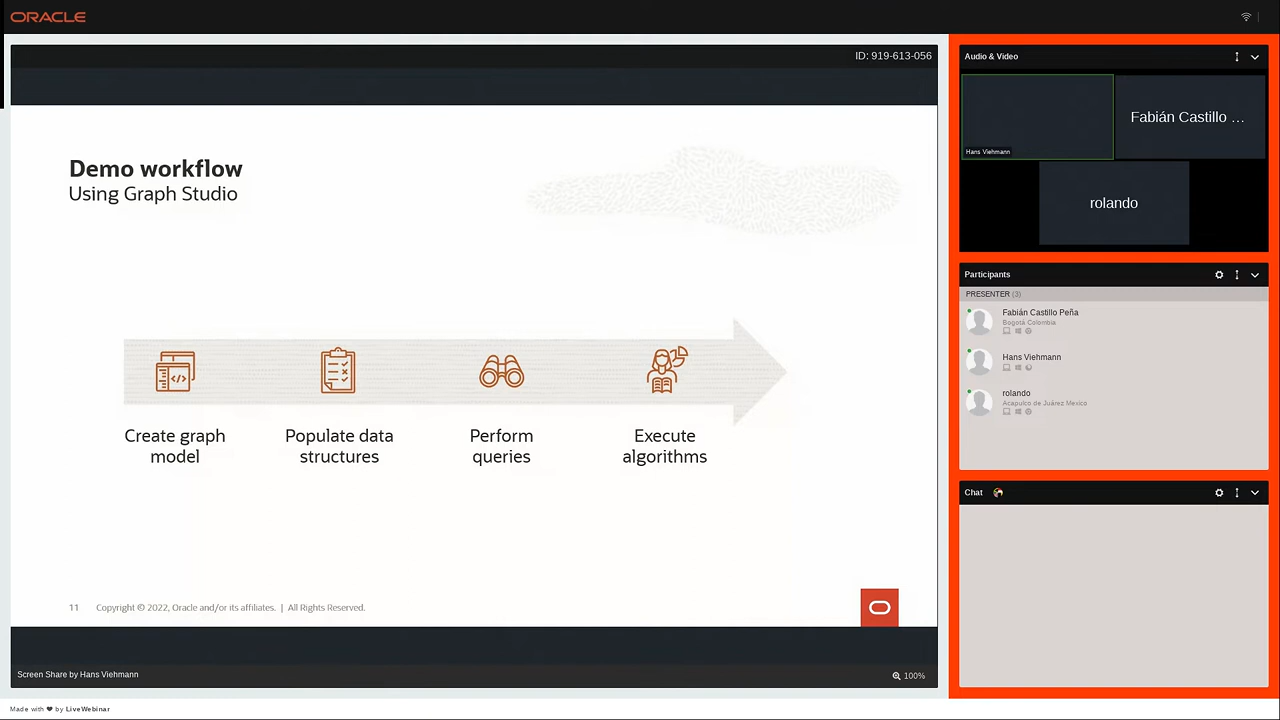 ORACLE
ID: 919-613-056
Demo workflow
Using Graph Studio
Create graph
model
Populate data
structures
Perform
queries
Execute
algorithms
11 Copyright © 2022, Oracle and/or its affiliates. | All Rights Reserved.
Screen Share by Hans Viehmann
100%
Made with ❤ by LiveWebinar
Audio & Video
Hans Viehmann
Fabián Castillo …
rolando
Participants
PRESENTER (3)
Fabián Castillo Peña
Bogotá Colombia
Hans Viehmann
rolando
Acapulco de Juárez Mexico
Chat